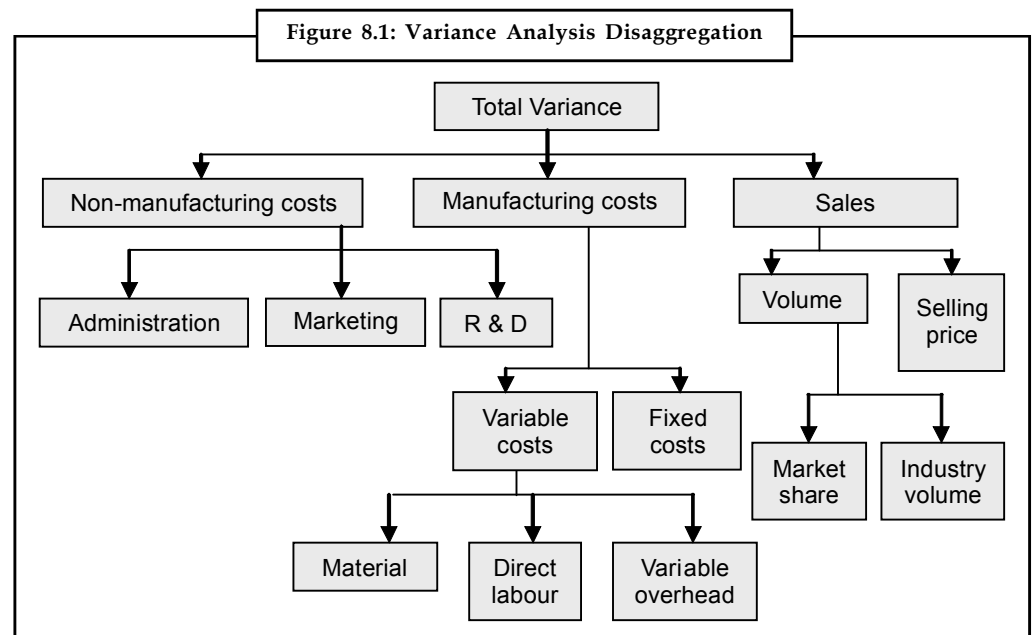 Figure 8.1: Variance Analysis Disaggregation
Total Variance
Non-manufacturing costs
Manufacturing costs
Sales
Administration
Marketing
R & D
Volume
Selling
price
Variable
costs
Fixed
costs
Market
share
Industry
volume
Material
Direct
labour
Variable
overhead